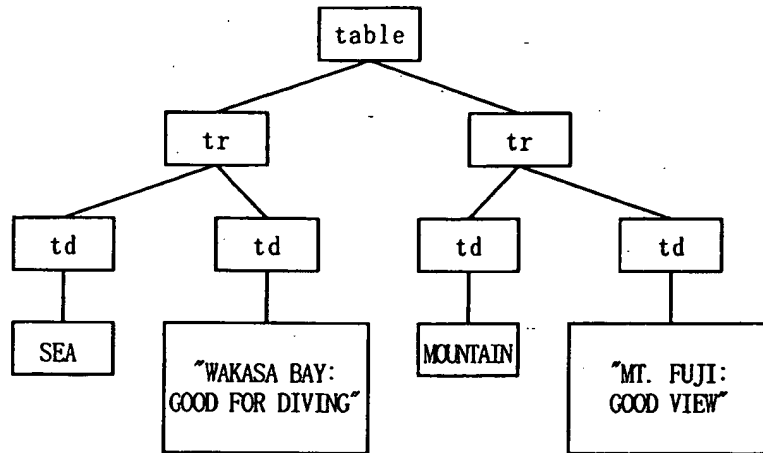 table
tr
tr
td
td
td
td
SEA
"WAKASA BAY:
GOOD FOR DIVING"
MOUNTAIN
"MT. FUJI:
GOOD VIEW"